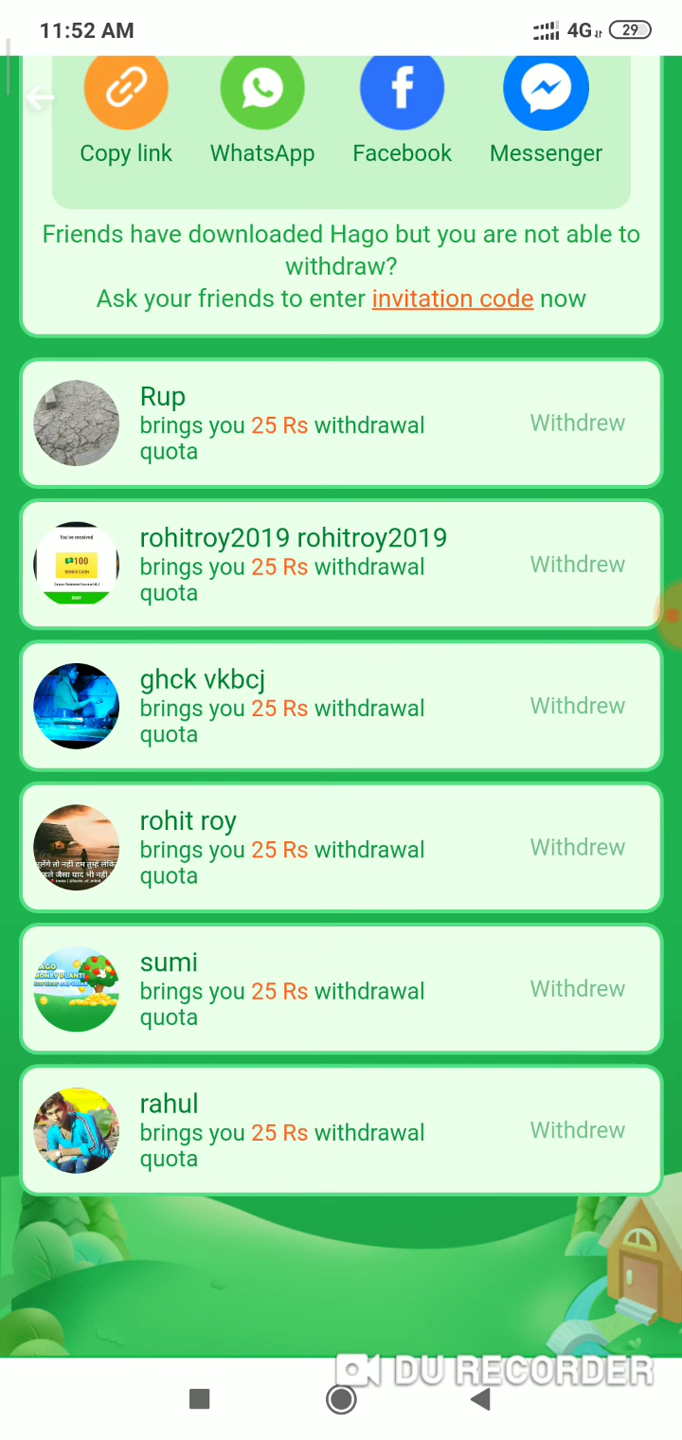 11:52 AM
4G
29
Copy link WhatsApp Facebook Messenger
Friends have downloaded Hago but you are not able to
withdraw?
Ask your friends to enter invitation code now
Rup
brings you 25 Rs withdrawal
quota
Withdrew
You've received
100
rohitroy2019 rohitroy2019
brings you 25 Rs withdrawal
quota
Withdrew
ghck vkbcj
brings you 25 Rs withdrawal
quota
Withdrew
rohit roy
brings you 25 Rs withdrawal
quota
Withdrew
sumi
brings you 25 Rs withdrawal
quota
Withdrew
rahul
brings you 25 Rs withdrawal
quota
Withdrew
DU RECORDER